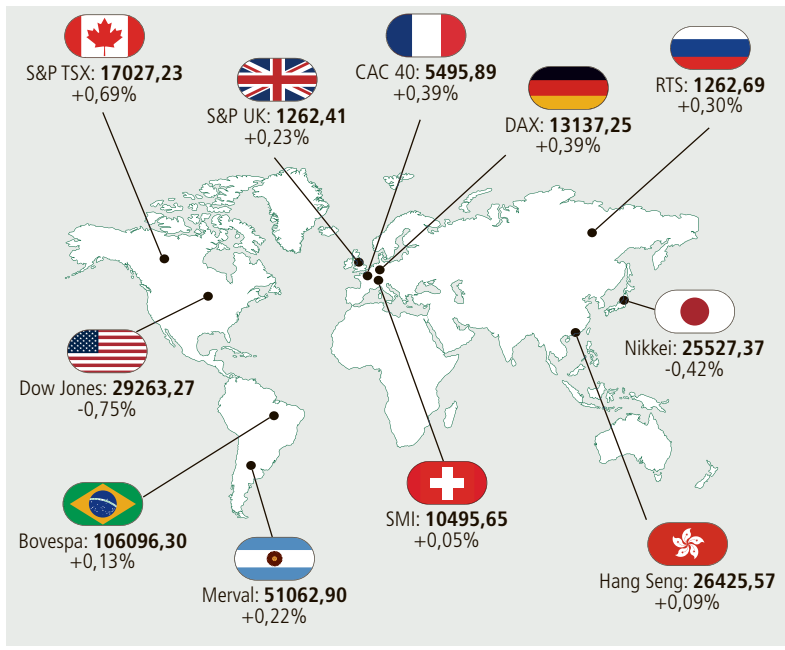 S&P TSX: 17027,23
+0,69%
S&P UK: 1262,41
+0,23%
CAC 40: 5495,89
+0,39%
DAX: 13137,25
+0,39%
RTS: 1262,69
+0,30%
Dow Jones: 29263,27
-0,75%
Nikkei: 25527,37
-0,42%
Bovespa: 106096,30
+0,13%
Merval: 51062,90
+0,22%
SMI: 10495,65
+0,05%
Hang Seng: 26425,57
+0,09%